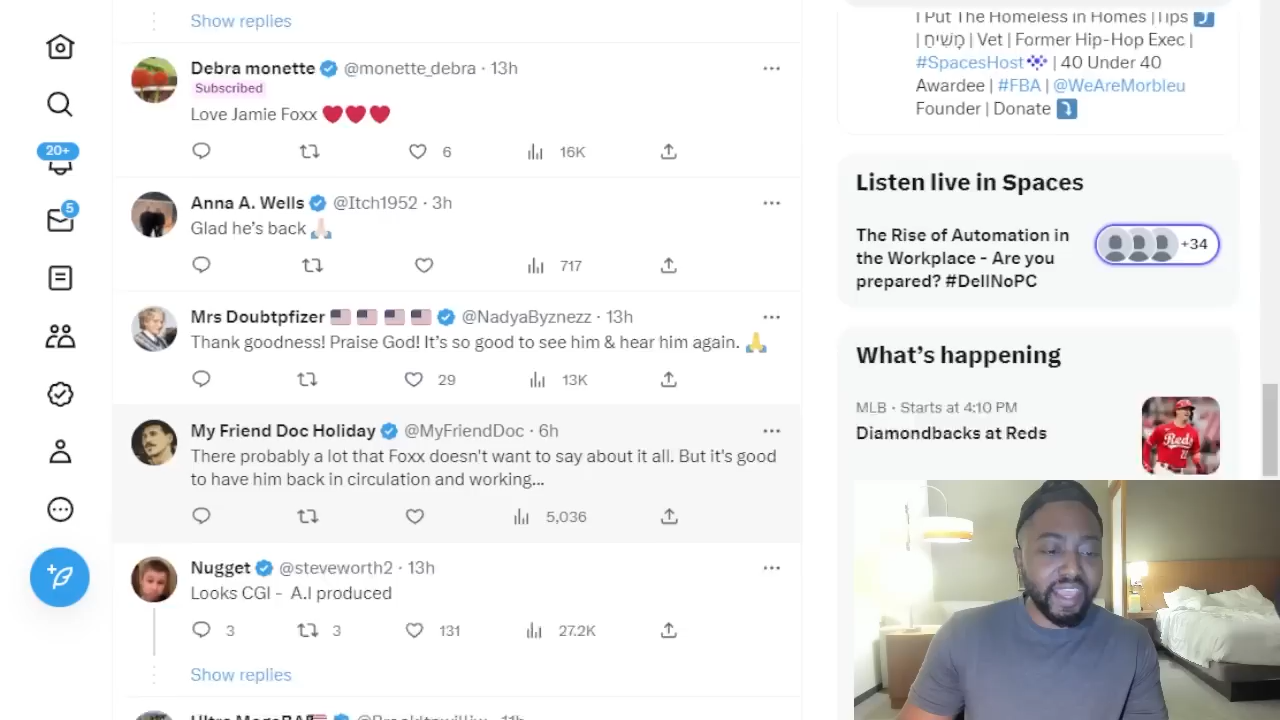 Show replies
Debra monette @monette_debra · 13h
Subscribed
Love Jamie Foxx ❤️❤️❤️
6 16K
Anna A. Wells @Itch1952 · 3h
Glad he's back 🙏🏻
717
Mrs Doubtpfizer 🇺🇸 🇺🇸 🇺🇸 🇺🇸 @NadyaByznezz · 13h
Thank goodness! Praise God! It's so good to see him & hear him again. 🙏
29 13K
My Friend Doc Holiday @MyFriendDoc · 6h
There probably a lot that Foxx doesn't want to say about it all. But it's good
to have him back in circulation and working...
5,036
Nugget @steveworth2 · 13h
Looks CGI - A.I produced
3 3 131 27.2K
Show replies
20+
5
I Put The Homeless in Homes |Tips ⤴️
| מָשִׁיחַ | Vet | Former Hip-Hop Exec |
#SpacesHost | 40 Under 40
Awardee | #FBA | @WeAreMorbleu
Founder | Donate ⤵️
Listen live in Spaces
The Rise of Automation in
the Workplace - Are you
prepared? #DellNoPC
+34
What's happening
MLB · Starts at 4:10 PM
Diamondbacks at Reds
Reds